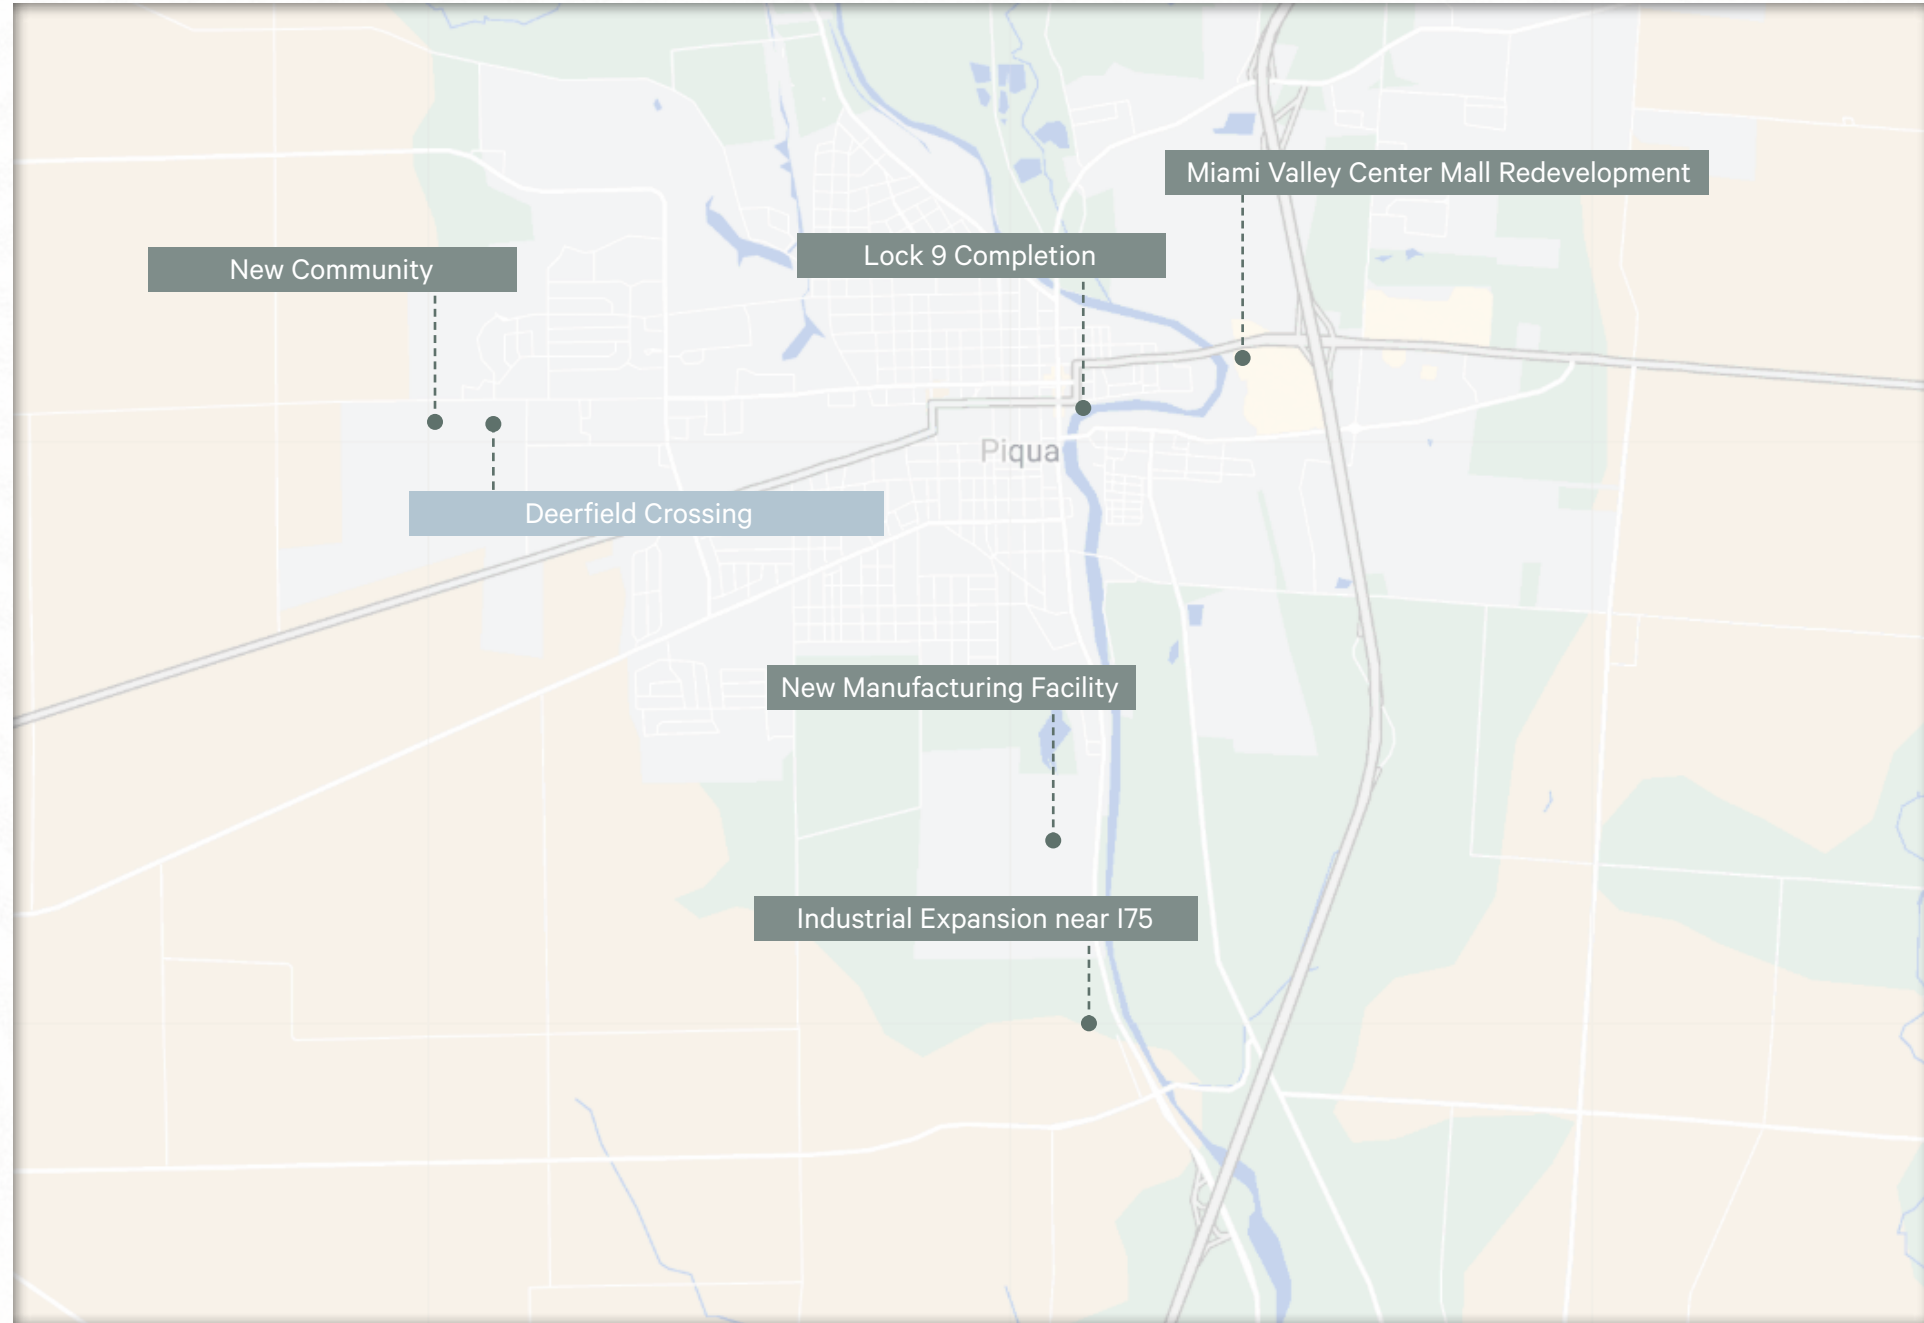 Miami Valley Center Mall Redevelopment
Lock 9 Completion
New Community
Piqua
Deerfield Crossing
New Manufacturing Facility
Industrial Expansion near I75